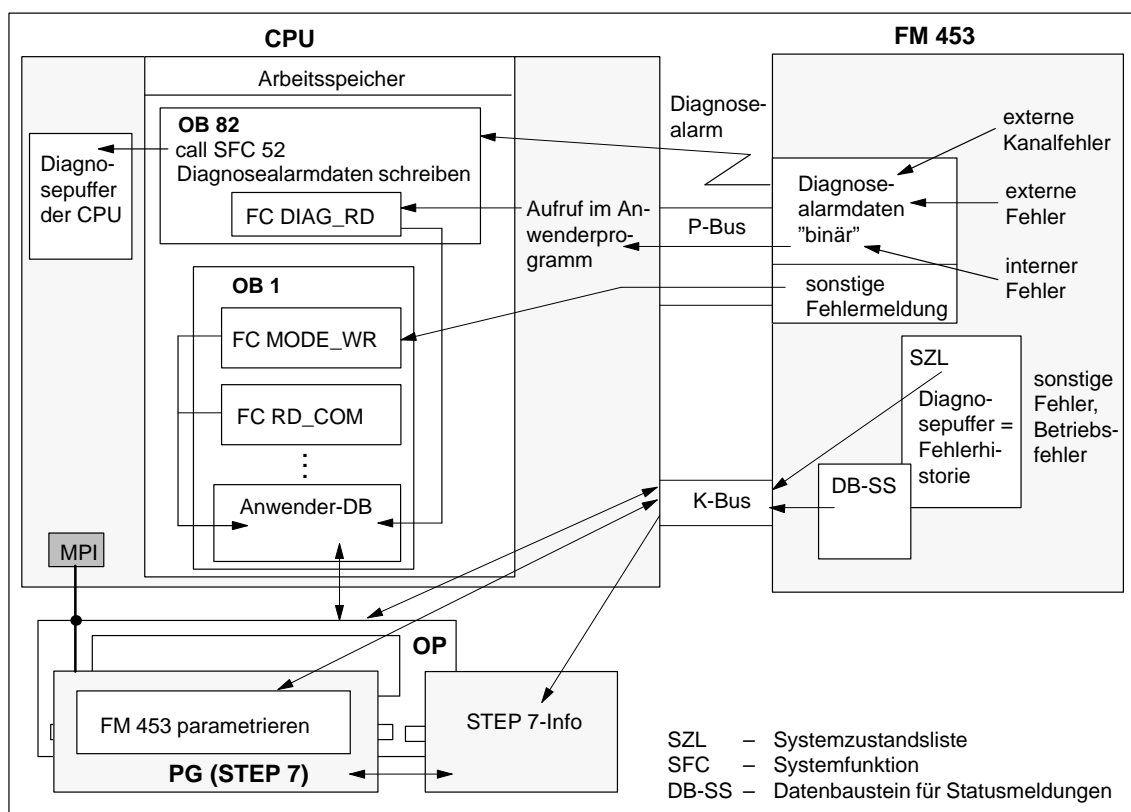 CPU
FM 453
Arbeitsspeicher
OB 82
call SFC 52
Diagnosealarmdaten schreiben
FC DIAG_RD
Diagno-
sepuffer
der CPU
Diagnose-
alarm
Aufruf im An-
wenderpro-
gramm
P-Bus
Diagnose-
alarmdaten
”binär”
externe
Kanalfehler
externe
Fehler
interner
Fehler
sonstige
Fehlermeldung
OB 1
FC MODE_WR
FC RD_COM
Anwender-DB
SZL
Diagno-
sepuffer =
Fehlerhi-
storie
sonstige
Fehler,
Betriebs-
fehler
DB-SS
K-Bus
MPI
OP
FM 453 parametrieren
PG (STEP 7)
STEP 7-Info
SZL – Systemzustandsliste
SFC – Systemfunktion
DB-SS – Datenbaustein für Statusmeldungen